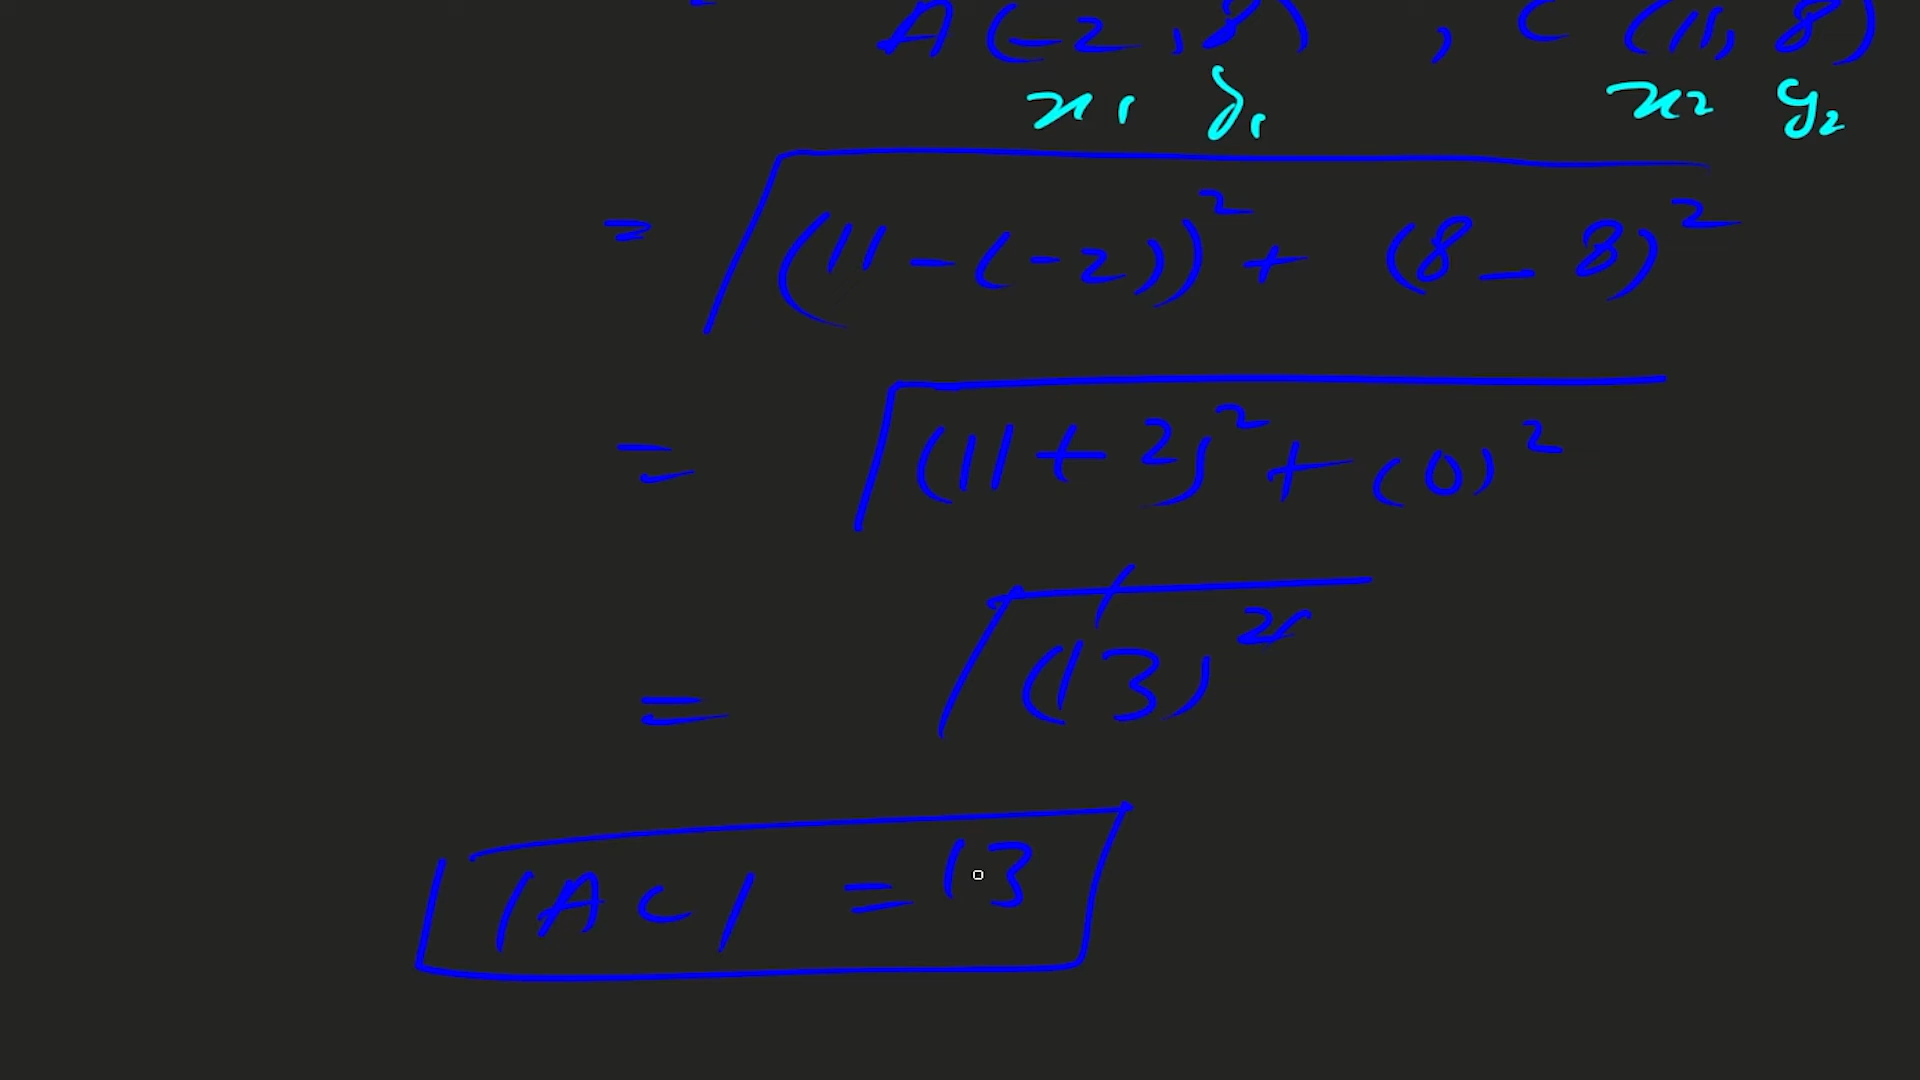 A (-2, 8) , C (11, 8)
x₁ y₁ x₂ y₂
= √((11-(-2))² + (8-8)²)
= √((11+2)² + (0)²)
= √((13)²)
|AC| = 13